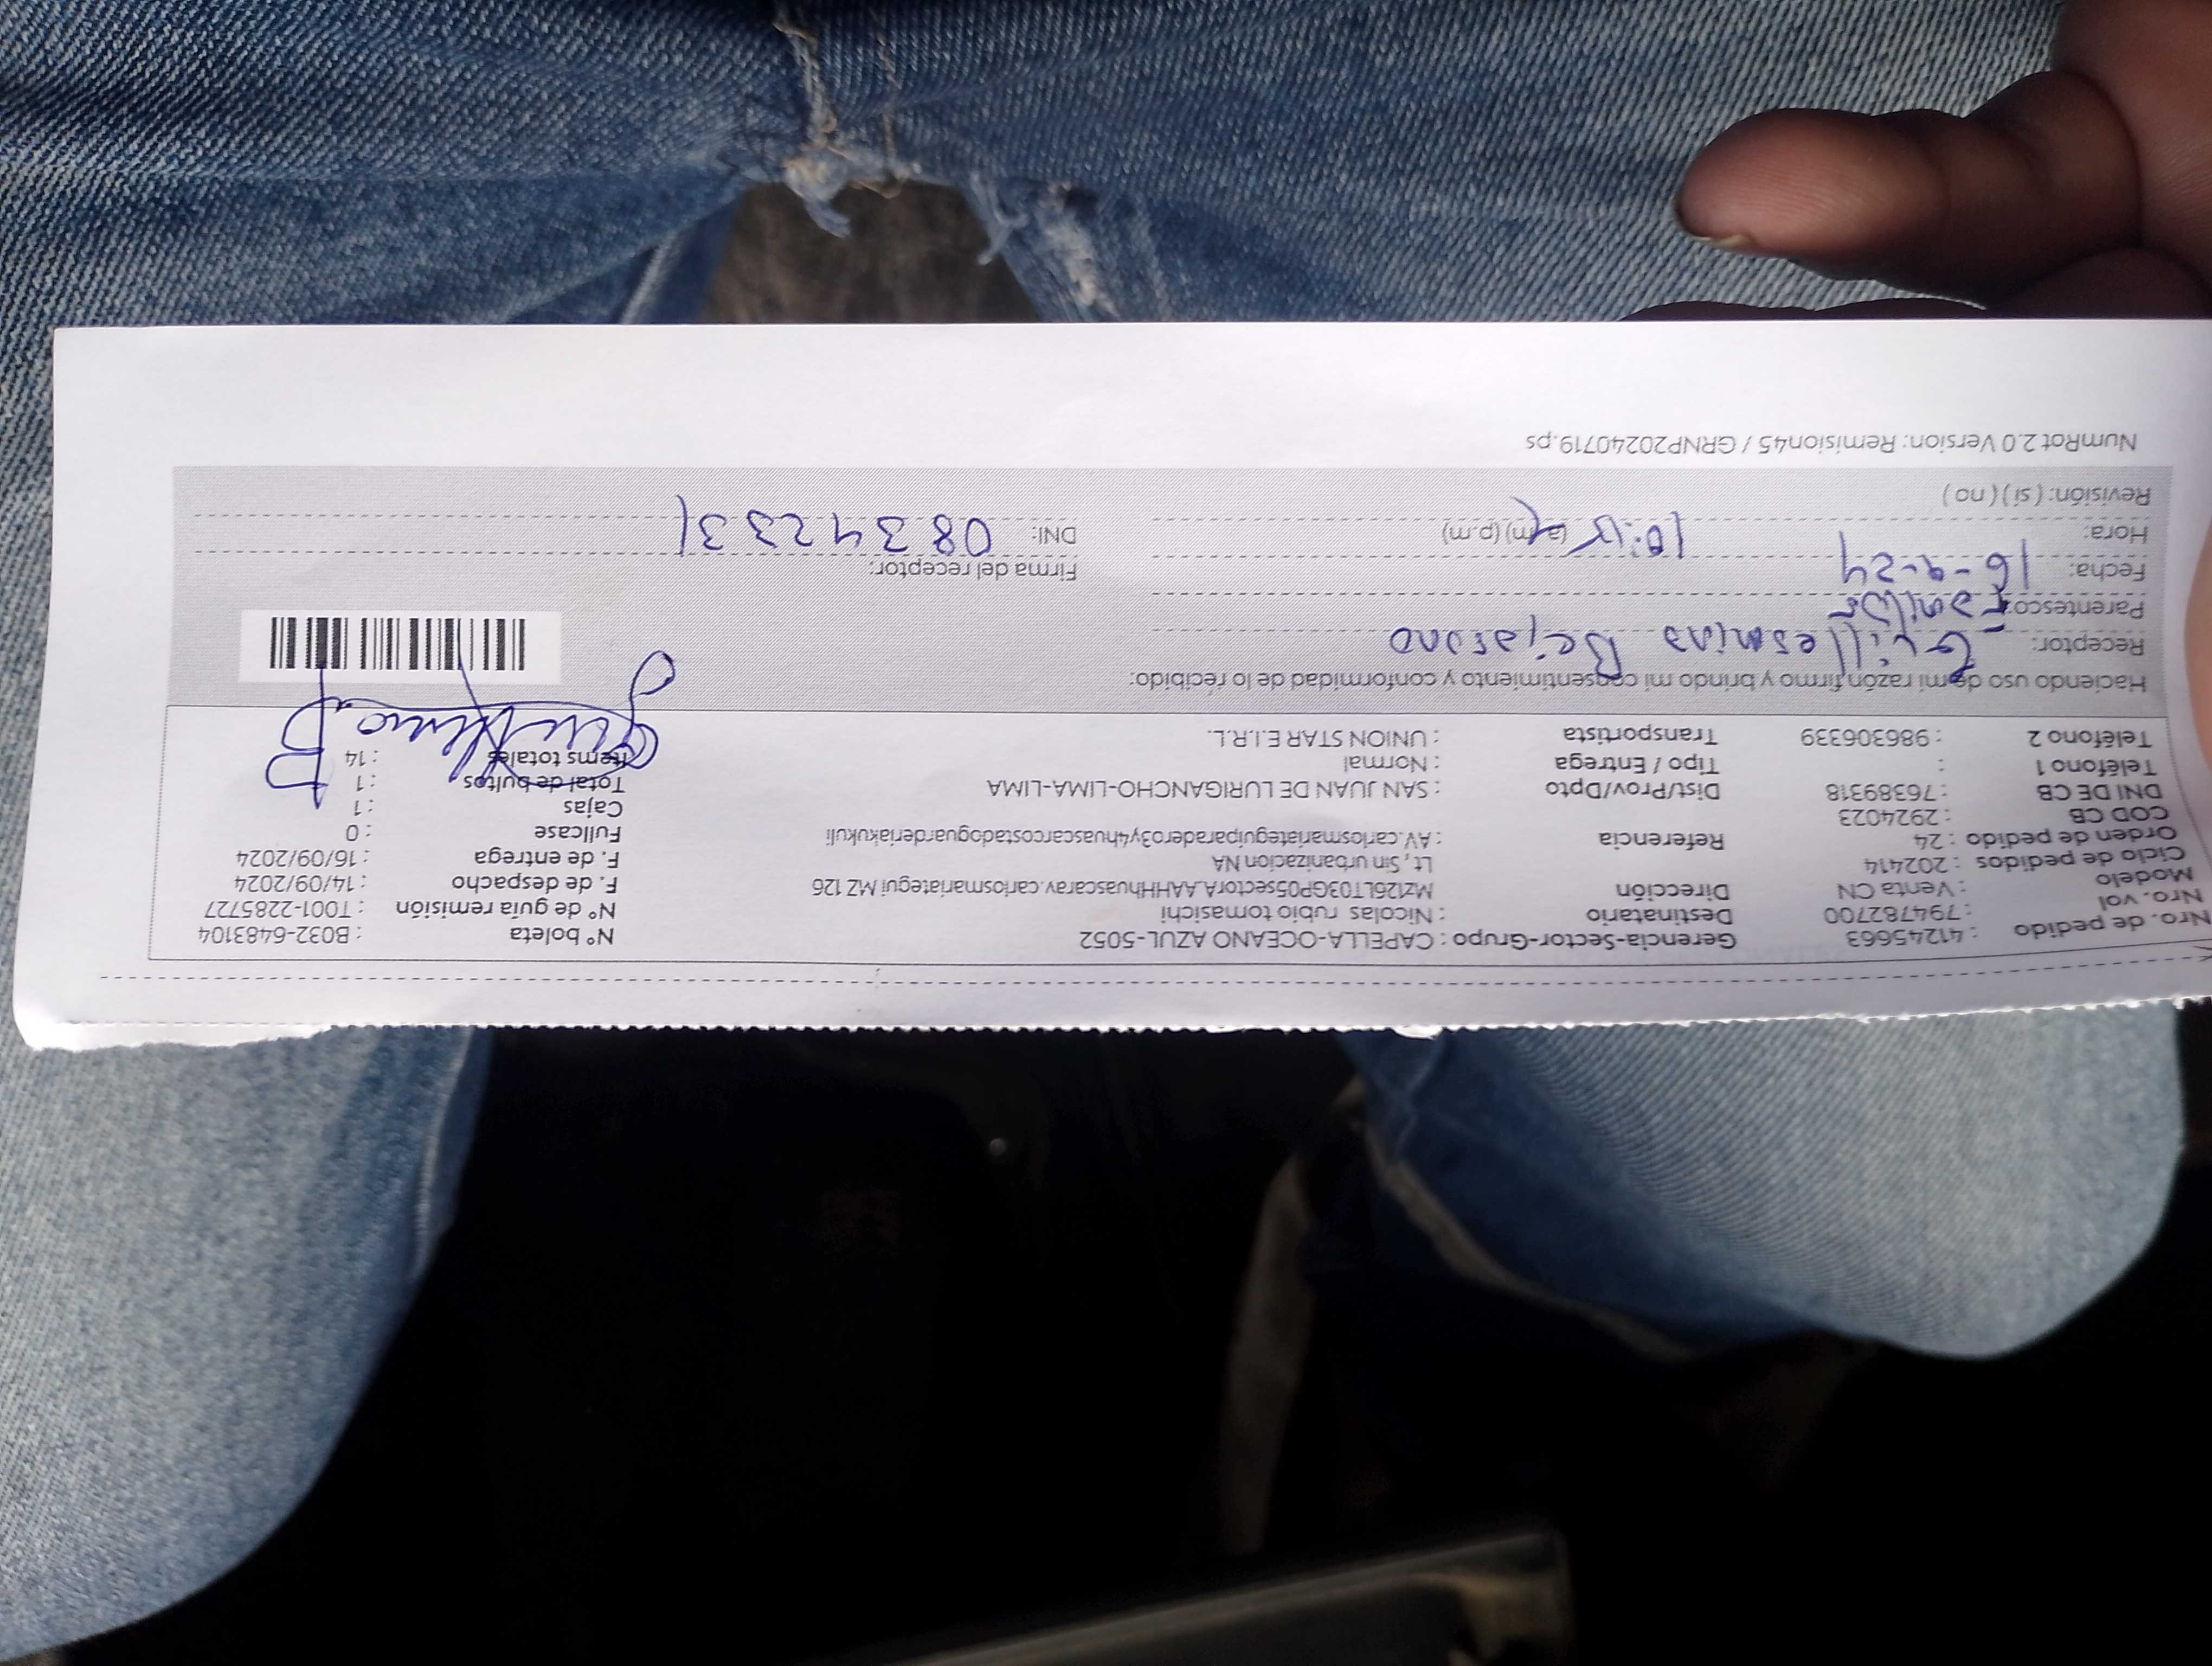 Nro. de pedido : 41245663 Gerencia-Sector-Grupo : CAPELLA-OCEANO AZUL-5052 N° boleta : B032-6483104
Nro. vol : 794782700 Destinatario : Nicolas rubio tomasichi N° de guía remisión : T001-2285727
Modelo : Venta CN Dirección Mz126LT03GP05sectorA.AAHHhuascarav.carlosmariategui MZ 126 F. de despacho : 14/09/2024
Ciclo de pedidos : 202414 Lt, Sin urbanizacion NA F. de entrega : 16/09/2024
Orden de pedido : 24 Referencia : AV.carlosmariateguiparadero3y4huascarcostadoguarderiakukuli Fullcase : 0
COD CB : 2924023 Cajas : 1
DNI DE CB : 76389318 Dist/Prov/Dpto : SAN JUAN DE LURIGANCHO-LIMA-LIMA Total de bultos : 1
Teléfono 1 : Tipo / Entrega : Normal Items totales : 14
Teléfono 2 : 986306339 Transportista : UNION STAR E.I.R.L.
Haciendo uso de mi razón firmo y brindo mi consentimiento y conformidad de lo recibido:
Receptor: Guillesmina Bejarano
Parentesco: Familiar
Fecha: 16-9-24 Firma del receptor:
Hora: 10:15 (a.m) (p.m) DNI: 08342331
Revisión: (si) (no)
NumRot 2.0 Version: Remision45 / GRNP20240719.ps